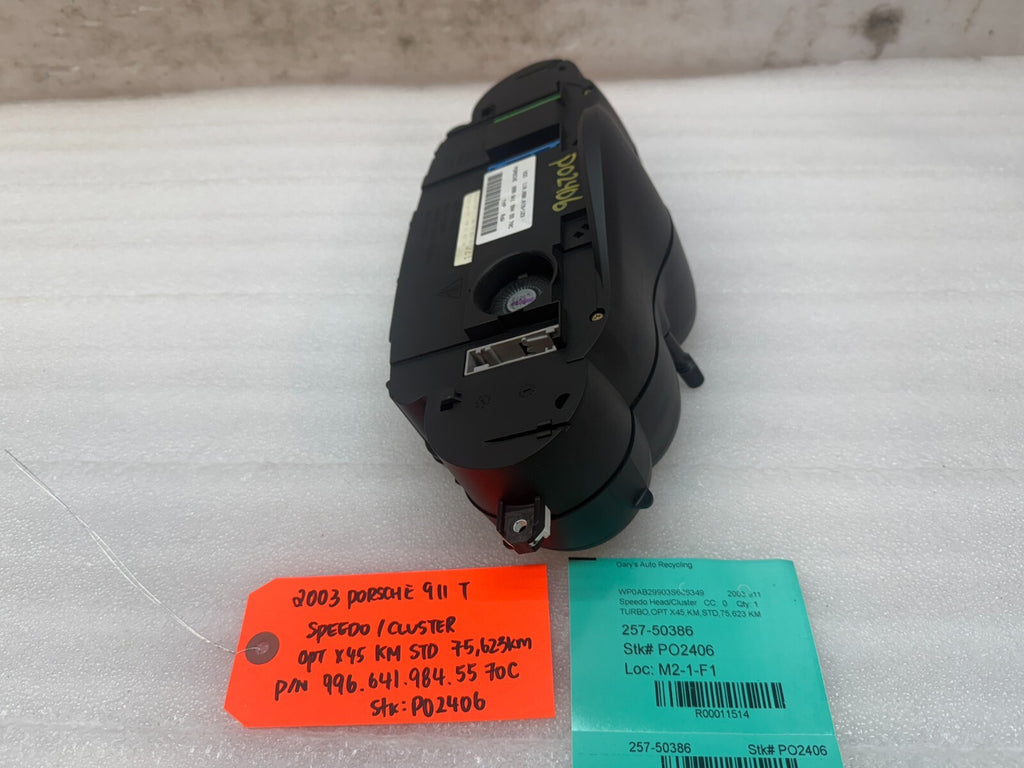 PO2406
2003 PORSCHE 911 T
SPEEDO / CLUSTER
OPT X45 KM STD 75,623km
P/N 996.641.984.55 70C
Stk: PO2406
Gary's Auto Recycling
2003 911
Speedo Head/Cluster CC 0 Qty: 1
TURBO,OPT X45,KM,STD,75,623 KM
257-50386
Stk# PO2406
Loc: M2-1-F1
R00011514
257-50386 Stk# PO2406